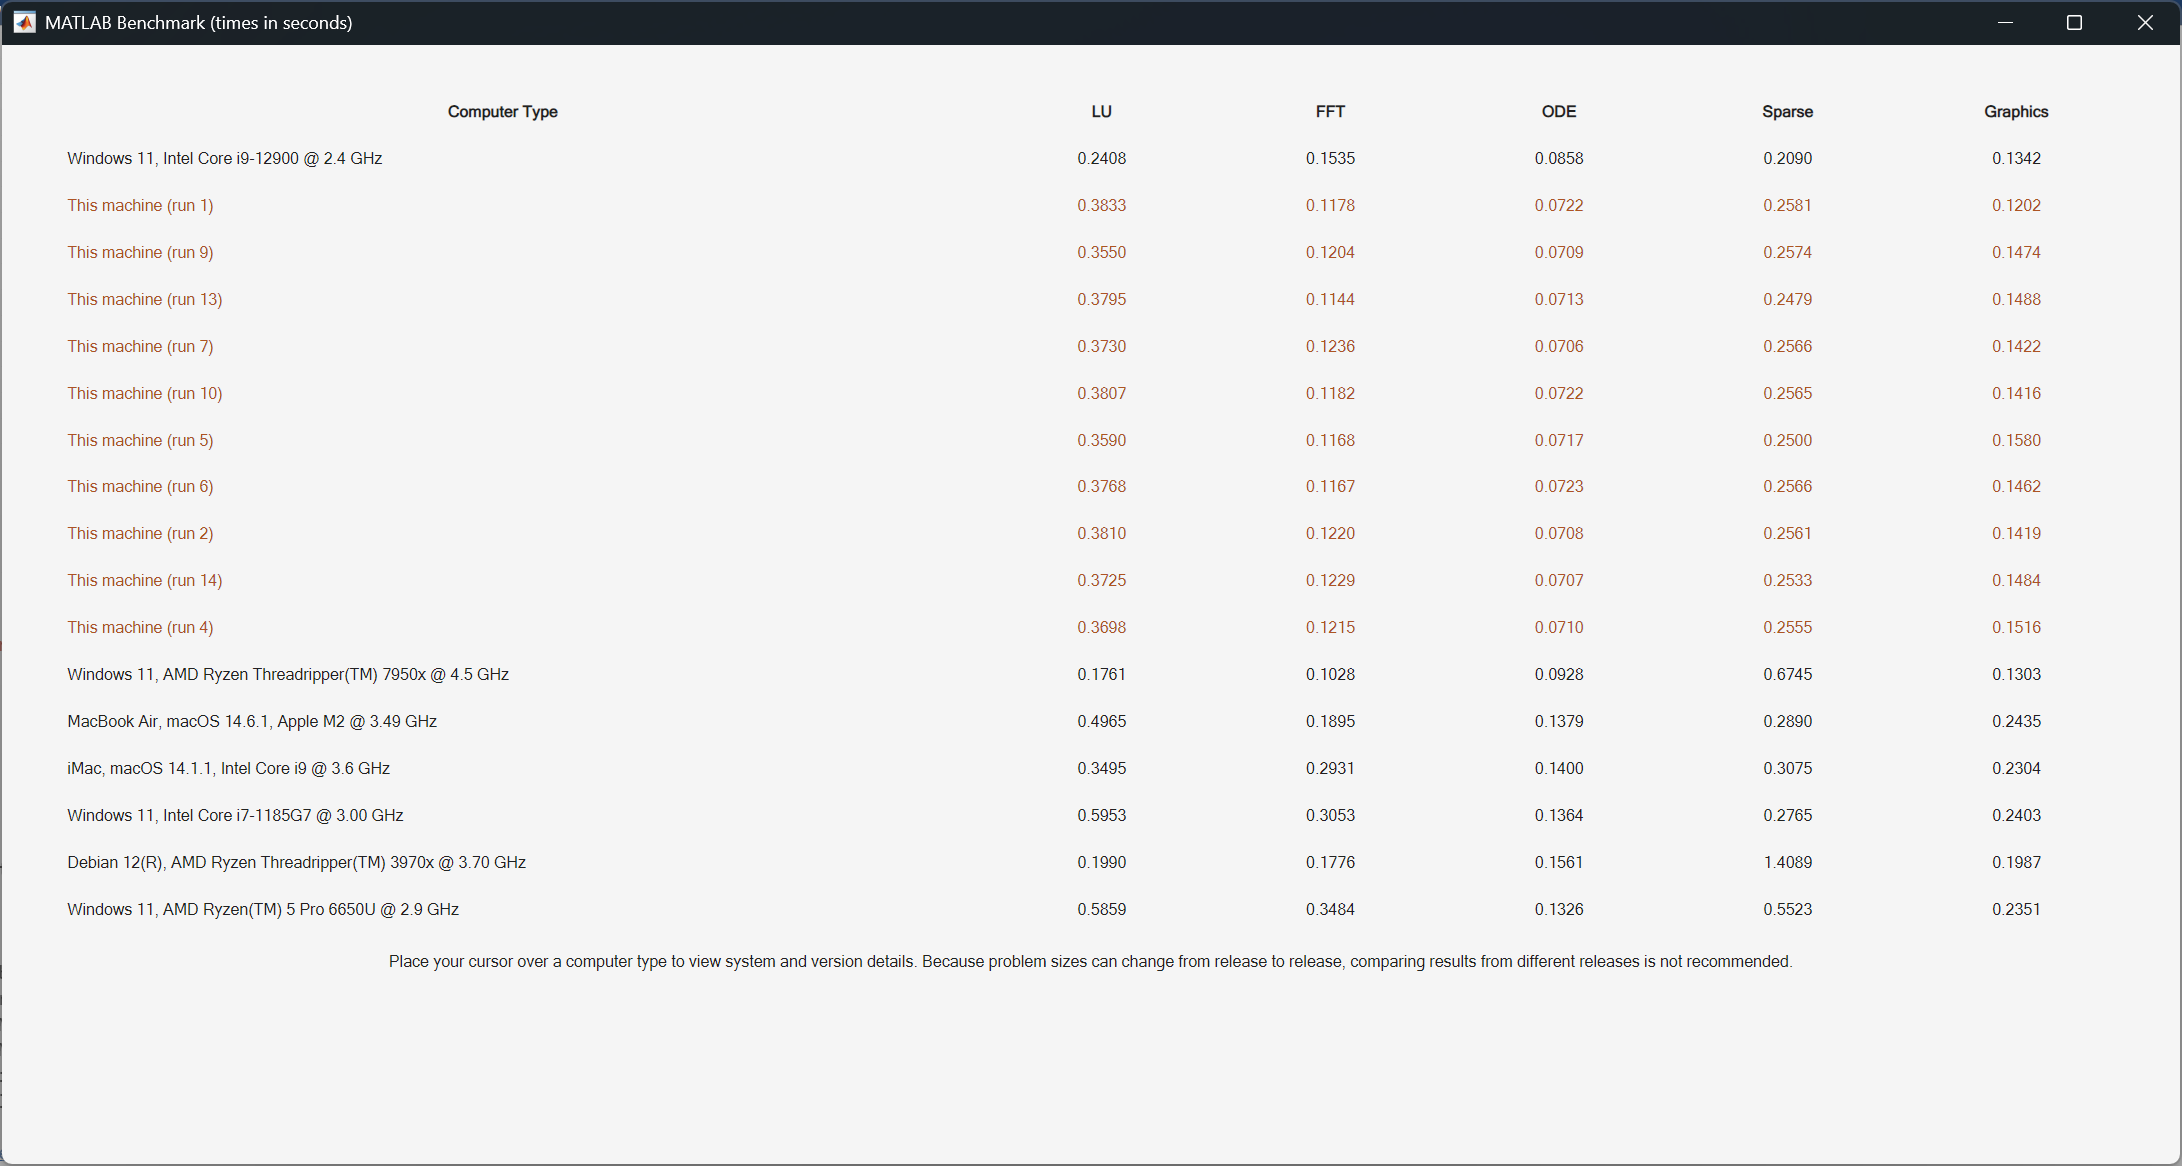 MATLAB Benchmark (times in seconds)
Computer Type LU FFT ODE Sparse Graphics
Windows 11, Intel Core i9-12900 @ 2.4 GHz 0.2408 0.1535 0.0858 0.2090 0.1342
This machine (run 1) 0.3833 0.1178 0.0722 0.2581 0.1202
This machine (run 9) 0.3550 0.1204 0.0709 0.2574 0.1474
This machine (run 13) 0.3795 0.1144 0.0713 0.2479 0.1488
This machine (run 7) 0.3730 0.1236 0.0706 0.2566 0.1422
This machine (run 10) 0.3807 0.1182 0.0722 0.2565 0.1416
This machine (run 5) 0.3590 0.1168 0.0717 0.2500 0.1580
This machine (run 6) 0.3768 0.1167 0.0723 0.2566 0.1462
This machine (run 2) 0.3810 0.1220 0.0708 0.2561 0.1419
This machine (run 14) 0.3725 0.1229 0.0707 0.2533 0.1484
This machine (run 4) 0.3698 0.1215 0.0710 0.2555 0.1516
Windows 11, AMD Ryzen Threadripper(TM) 7950x @ 4.5 GHz 0.1761 0.1028 0.0928 0.6745 0.1303
MacBook Air, macOS 14.6.1, Apple M2 @ 3.49 GHz 0.4965 0.1895 0.1379 0.2890 0.2435
iMac, macOS 14.1.1, Intel Core i9 @ 3.6 GHz 0.3495 0.2931 0.1400 0.3075 0.2304
Windows 11, Intel Core i7-1185G7 @ 3.00 GHz 0.5953 0.3053 0.1364 0.2765 0.2403
Debian 12(R), AMD Ryzen Threadripper(TM) 3970x @ 3.70 GHz 0.1990 0.1776 0.1561 1.4089 0.1987
Windows 11, AMD Ryzen(TM) 5 Pro 6650U @ 2.9 GHz 0.5859 0.3484 0.1326 0.5523 0.2351
Place your cursor over a computer type to view system and version details. Because problem sizes can change from release to release, comparing results from different releases is not recommended.